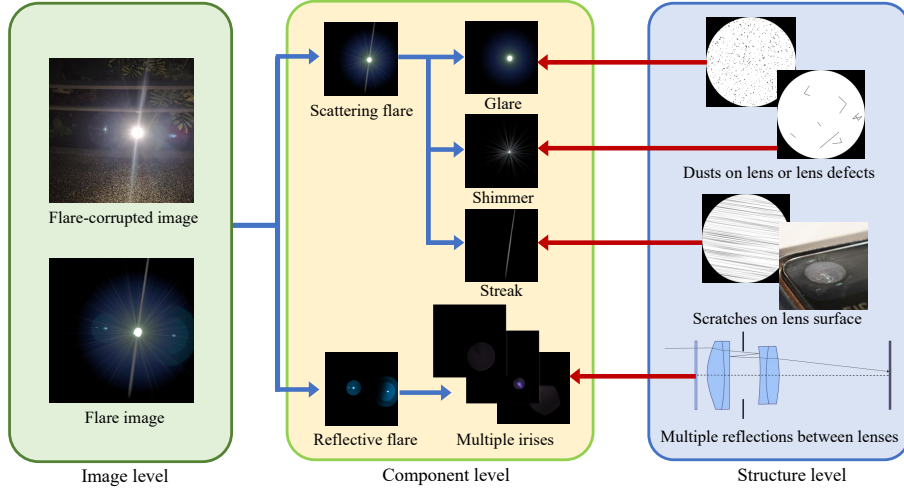 Flare-corrupted image
Flare image
Image level
Scattering flare
Glare
Shimmer
Streak
Reflective flare
Multiple irises
Component level
Dusts on lens or lens defects
Scratches on lens surface
Multiple reflections between lenses
Structure level